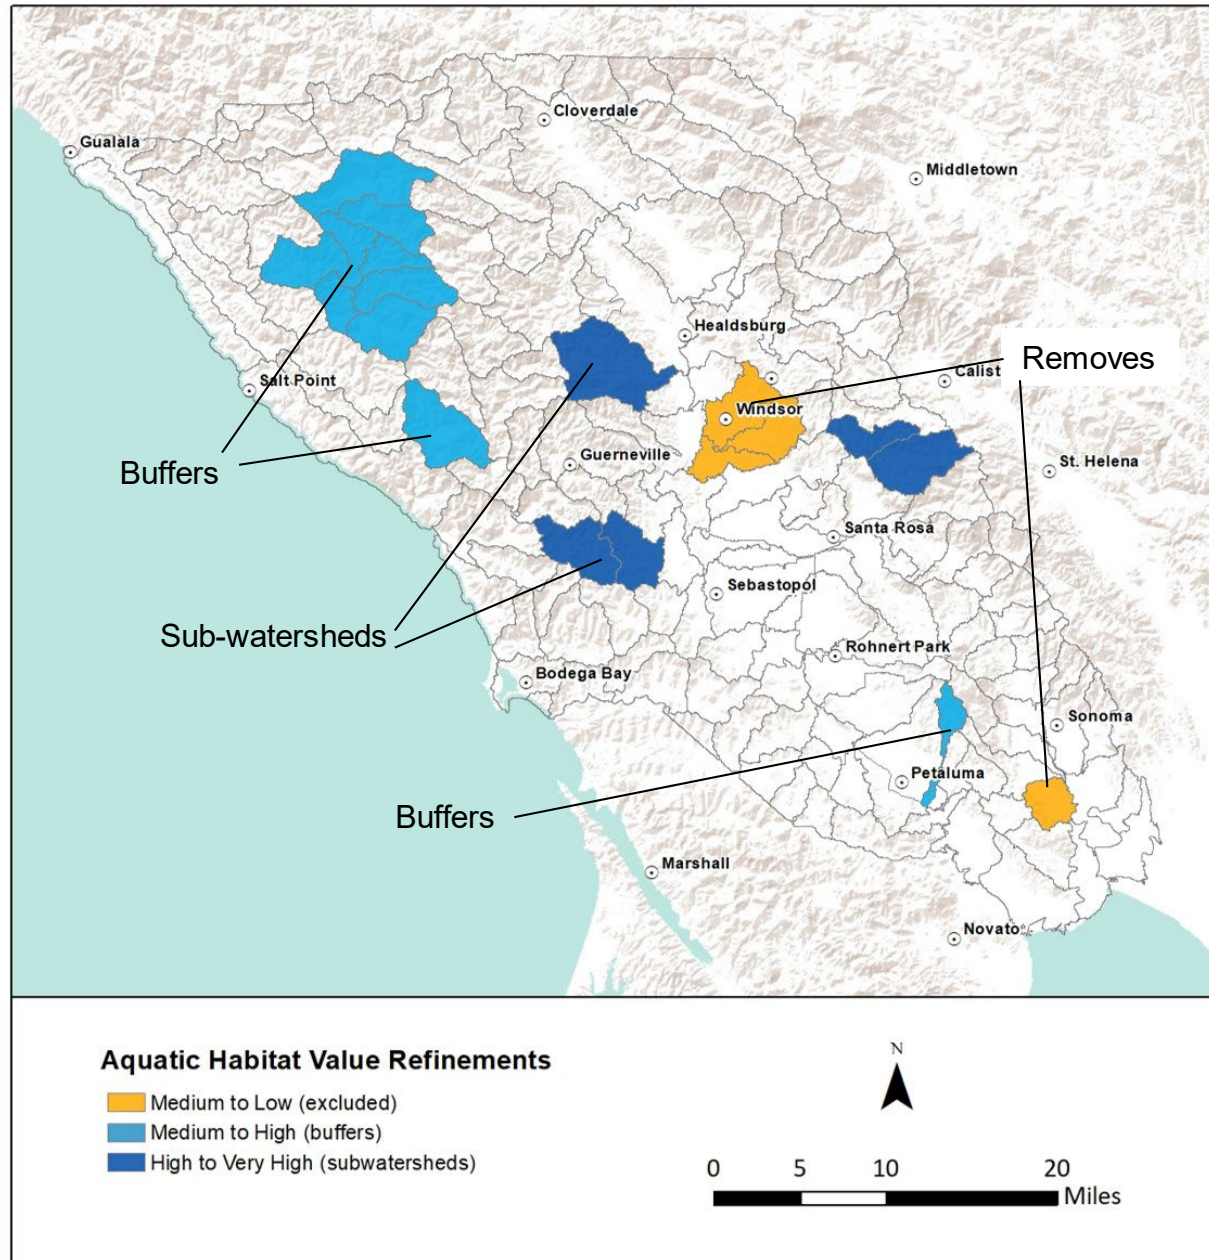 Cloverdale
Gualala
Middletown
Healdsburg
Removes
Salt Point
Calist
Windsor
Buffers
Guerneville
St. Helena
Santa Rosa
Sebastopol
Sub-watersheds
Rohnert Park
Bodega Bay
Sonoma
Petaluma
Buffers
Marshall
Novato
Aquatic Habitat Value Refinements
Medium to Low (excluded)
Medium to High (buffers)
High to Very High (subwatersheds)
N
0 5 10 20
Miles